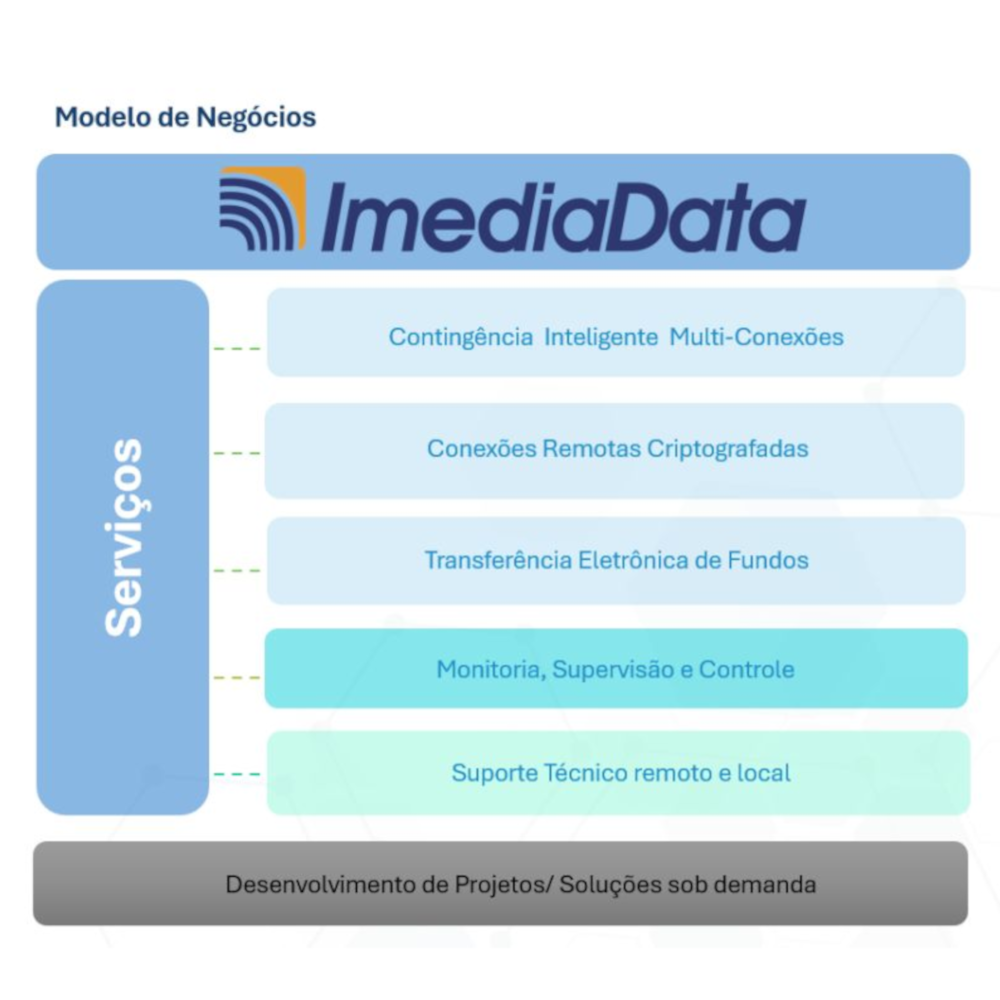 Modelo de Negócios
ImediaData
Serviços
Contingência Inteligente Multi-Conexões
Conexões Remotas Criptografadas
Transferência Eletrônica de Fundos
Monitoria, Supervisão e Controle
Suporte Técnico remoto e local
Desenvolvimento de Projetos/ Soluções sob demanda